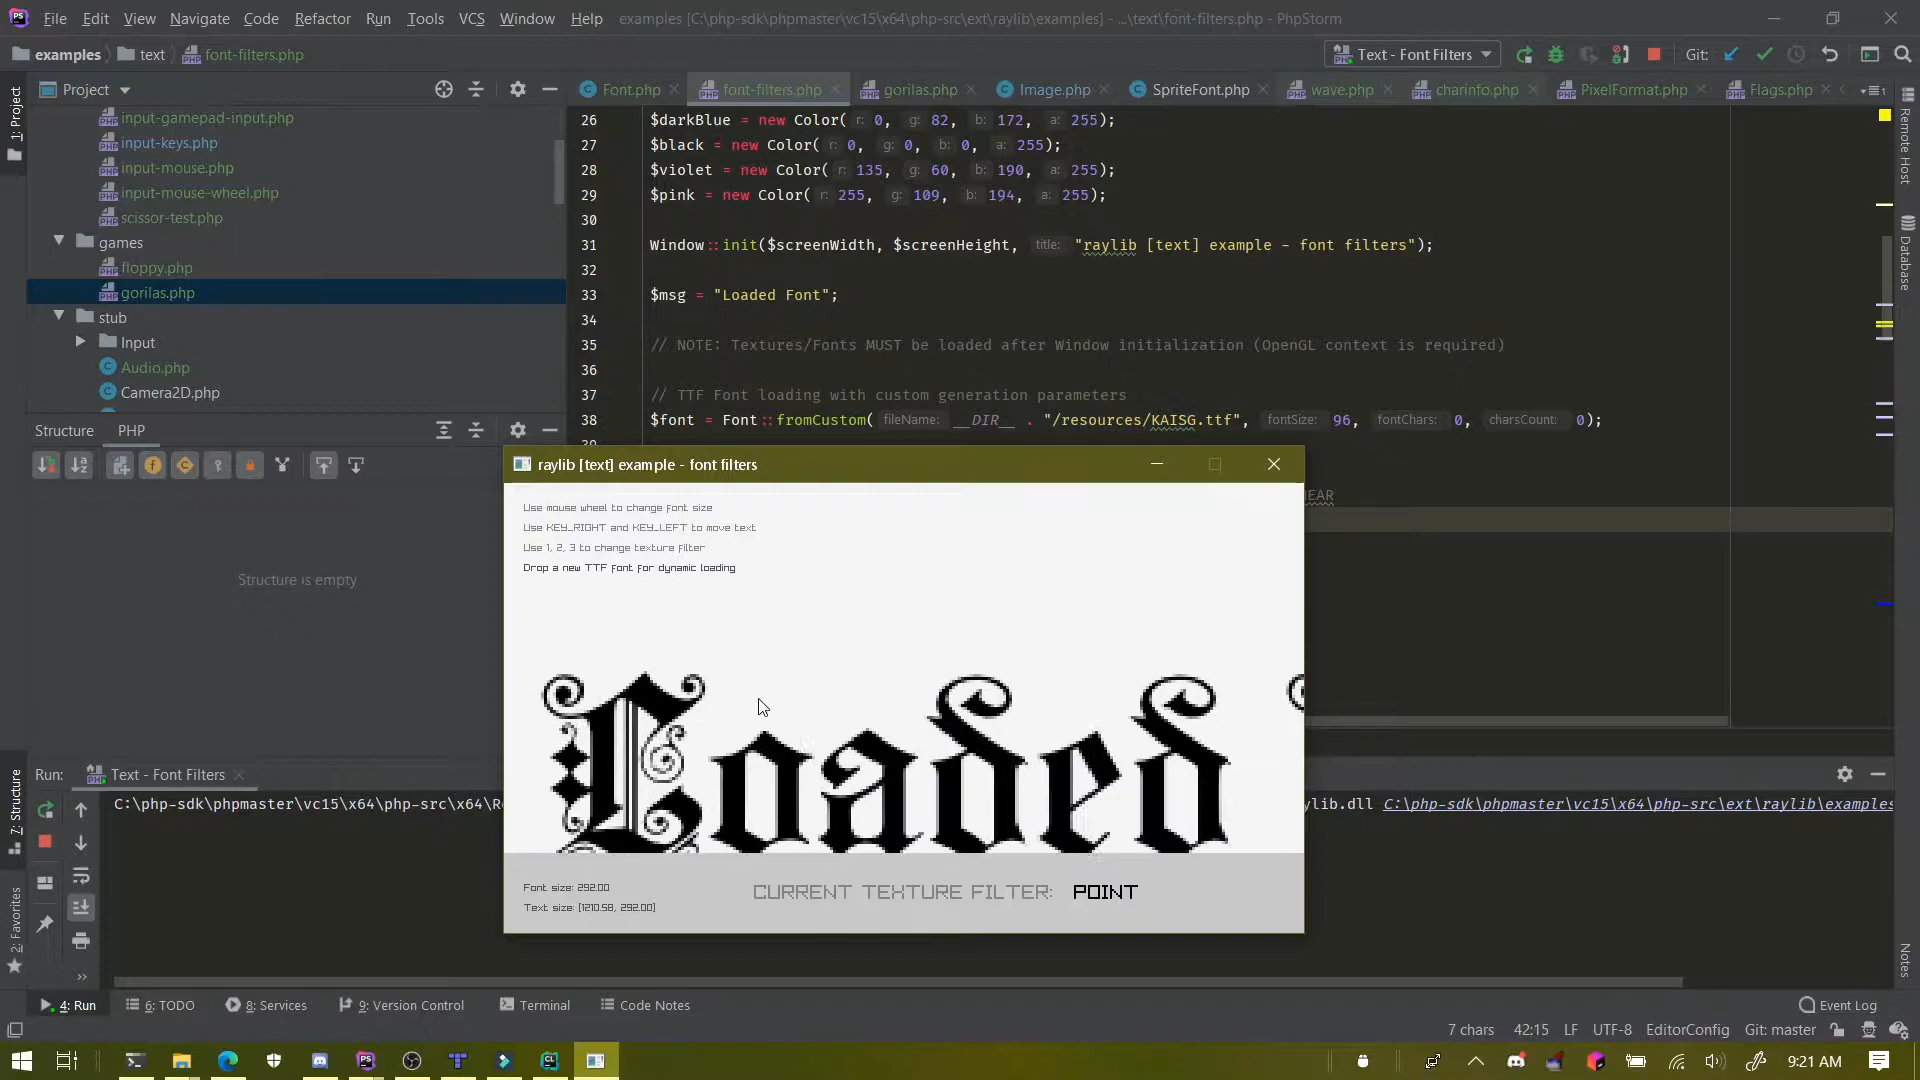 File Edit View Navigate Code Refactor Run Tools VCS Window Help examples [C:\php-sdk\phpmaster\vc15\x64\php-src\ext\raylib\examples] - ...\text\font-filters.php - PhpStorm
examples text font-filters.php
Text - Font Filters
Git:
1: Project
Project
Font.php font-filters.php gorilas.php Image.php SpriteFont.php wave.php charinfo.php PixelFormat.php Flags.php
input-gamepad-input.php
input-keys.php
input-mouse.php
input-mouse-wheel.php
scissor-test.php
games
floppy.php
gorilas.php
stub
Input
Audio.php
Camera2D.php
26 $darkBlue = new Color( r: 0, g: 82, b: 172, a: 255);
27 $black = new Color( r: 0, g: 0, b: 0, a: 255);
28 $violet = new Color( r: 135, g: 60, b: 190, a: 255);
29 $pink = new Color( r: 255, g: 109, b: 194, a: 255);
30
31 Window::init($screenWidth, $screenHeight, title: "raylib [text] example - font filters");
32
33 $msg = "Loaded Font";
34
35 // NOTE: Textures/Fonts MUST be loaded after Window initialization (OpenGL context is required)
36
37 // TTF Font loading with custom generation parameters
38 $font = Font::fromCustom( fileName: __DIR__ . "/resources/KAISG.ttf", fontSize: 96, fontChars: 0, charsCount: 0);
39
EAR
Remote Host
Database
Notes
Structure PHP
Structure is empty
raylib [text] example - font filters
Use mouse wheel to change font size
Use KEY_RIGHT and KEY_LEFT to move text
Use 1, 2, 3 to change texture filter
Drop a new TTF font for dynamic loading
Loaded
Font size: 292.00
Text size: [1210.58, 292.00]
CURRENT TEXTURE FILTER: POINT
7: Structure
2: Favorites
Run: Text - Font Filters
C:\php-sdk\phpmaster\vc15\x64\php-src\x64\R
ylib.dll C:\php-sdk\phpmaster\vc15\x64\php-src\ext\raylib\examples
4: Run 6: TODO 8: Services 9: Version Control Terminal Code Notes Event Log
7 chars 42:15 LF UTF-8 EditorConfig Git: master
9:21 AM